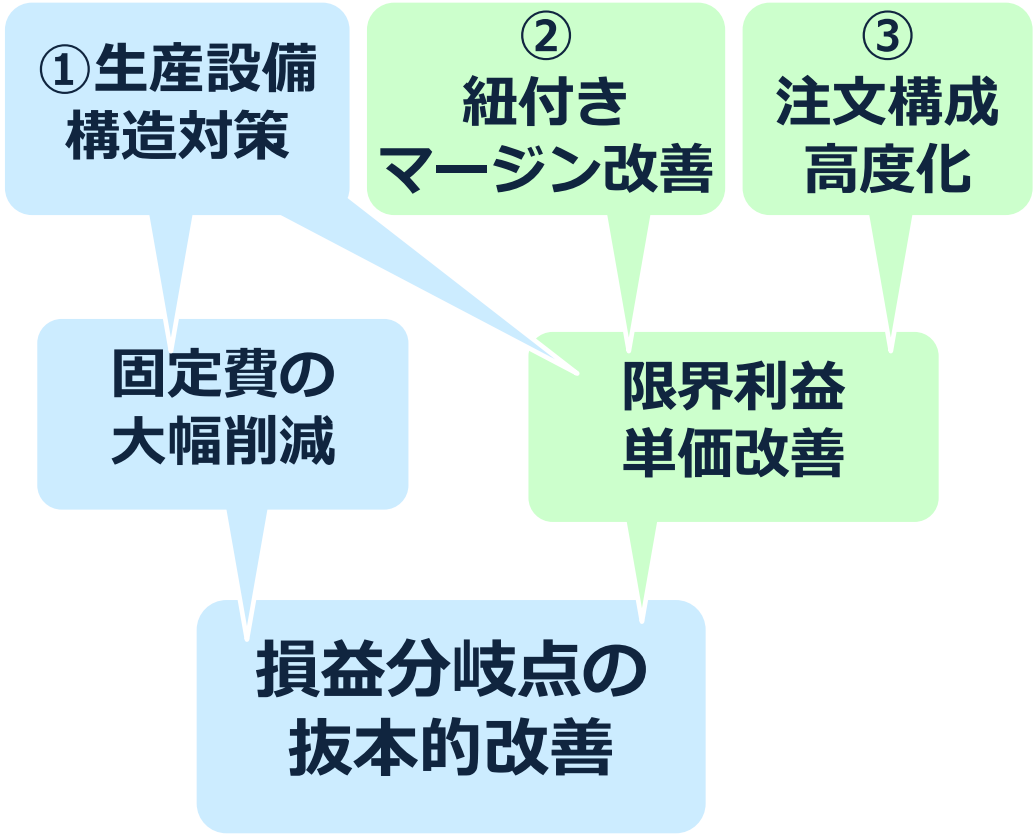 ①生産設備
構造対策
②
紐付き
マージン改善
③
注文構成
高度化
固定費の
大幅削減
限界利益
単価改善
損益分岐点の
抜本的改善